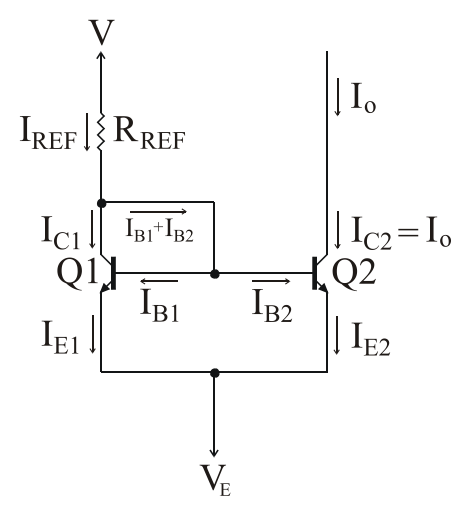 V
I_REF R_REF
I_o
I_C1 I_B1+I_B2 I_C2=I_o
Q1 Q2
I_B1 I_B2
I_E1 I_E2
V_E